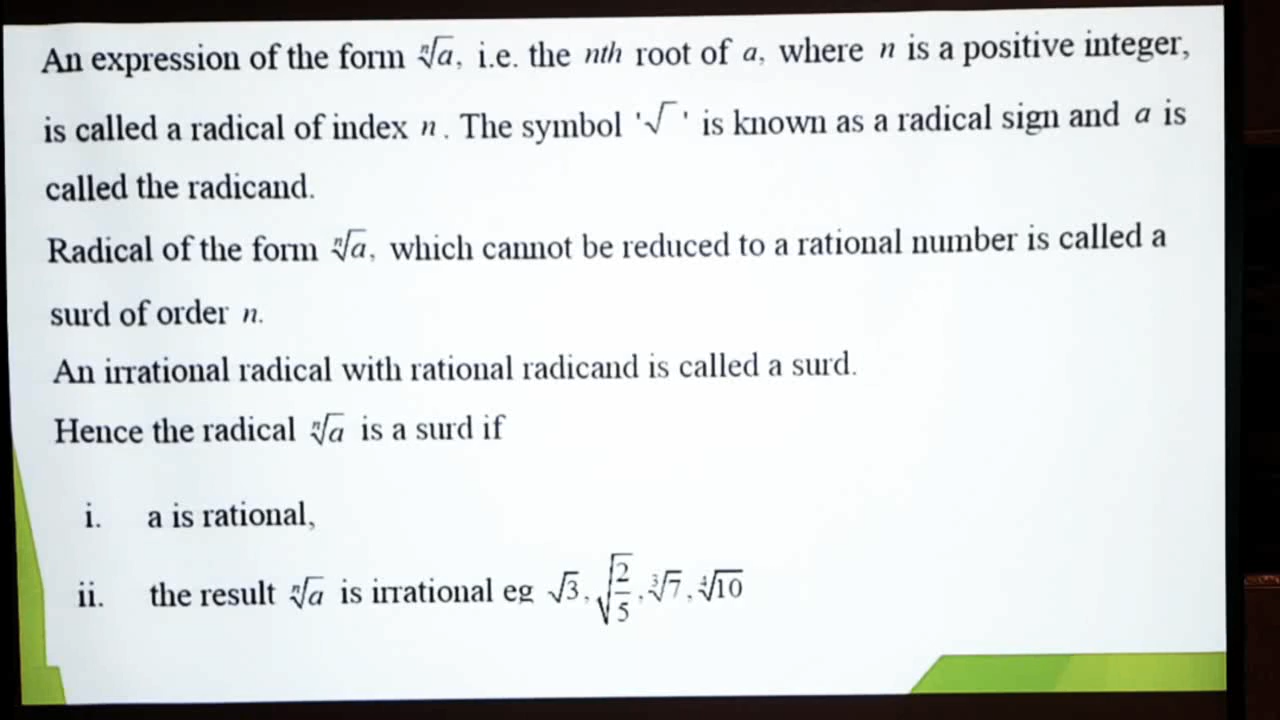 An expression of the form ⁿ√a, i.e. the nth root of a, where n is a positive integer,
is called a radical of index n. The symbol '√ ' is known as a radical sign and a is
called the radicand.
Radical of the form ⁿ√a, which cannot be reduced to a rational number is called a
surd of order n.
An irrational radical with rational radicand is called a surd.
Hence the radical ⁿ√a is a surd if
i. a is rational,
ii. the result ⁿ√a is irrational eg √3, √(2/5), ³√7, ⁴√10